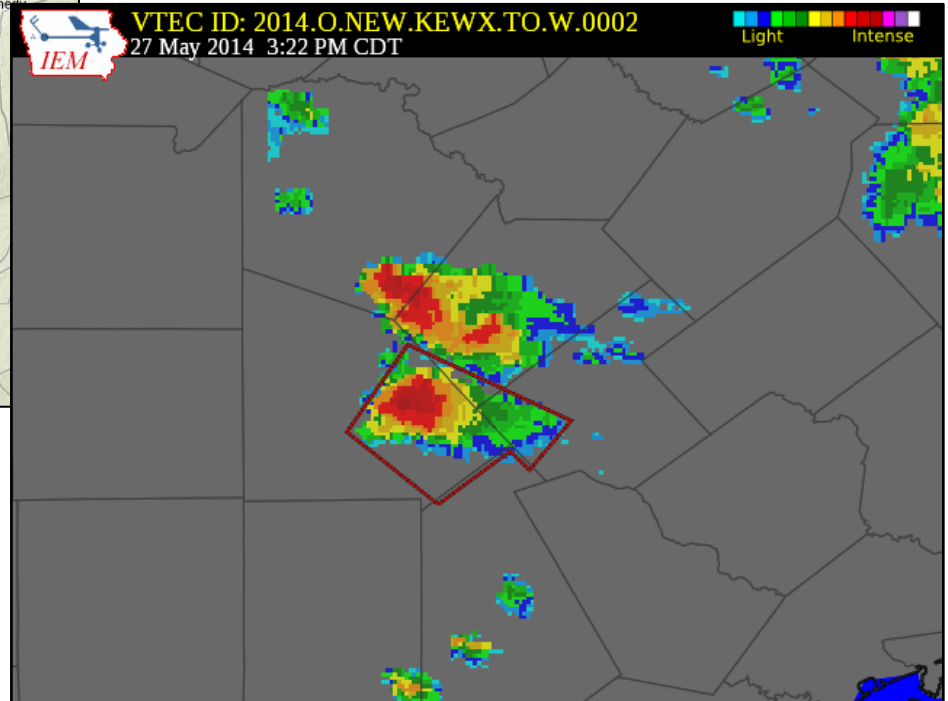 IEM
VTEC ID: 2014.O.NEW.KEWX.TO.W.0002
27 May 2014 3:22 PM CDT
Light
Intense